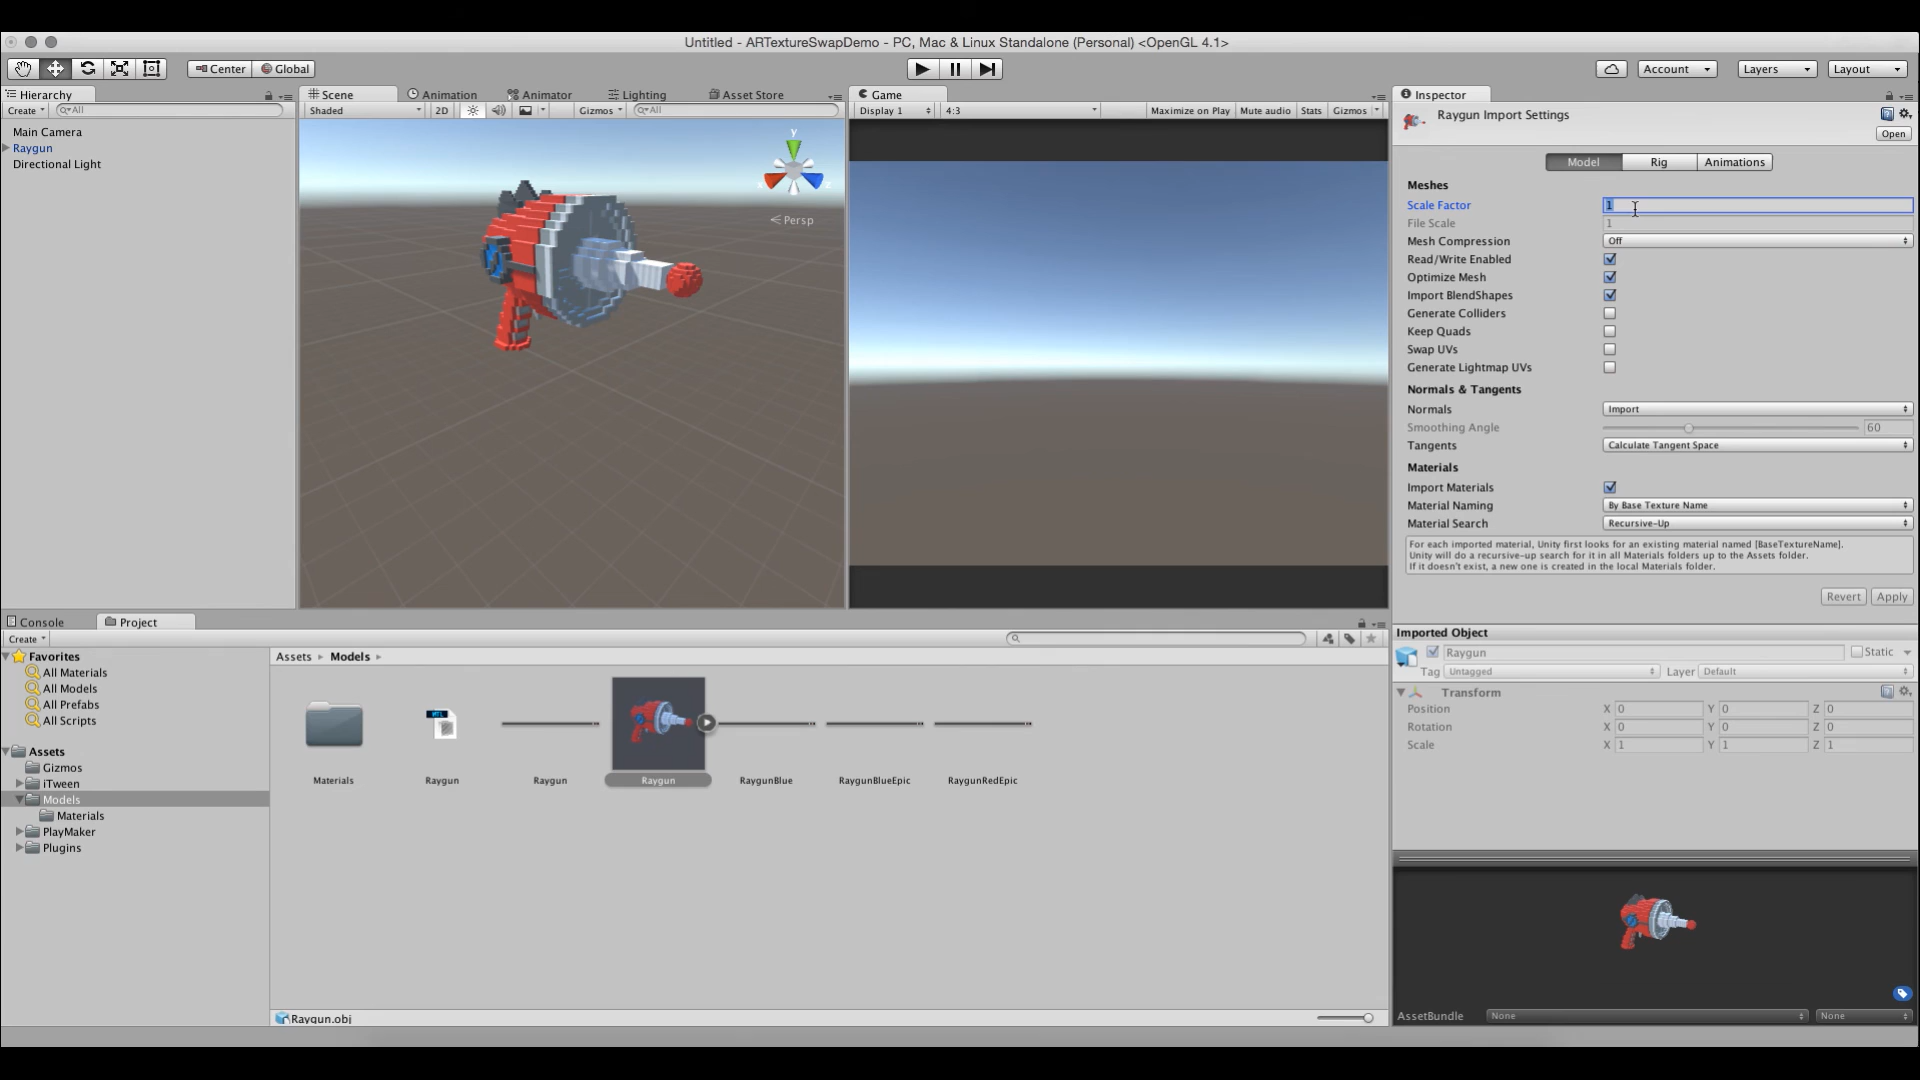 Untitled - ARTextureSwapDemo - PC, Mac & Linux Standalone (Personal) <OpenGL 4.1>
Center Global Account Layers Layout
Hierarchy
Create All
Main Camera
Raygun
Directional Light
Scene Animation Animator Lighting Asset Store
Shaded 2D Gizmos All
y
x z
Persp
Game
Display 1 4:3 Maximize on Play Mute audio Stats Gizmos
Inspector
Raygun Import Settings
Open
Model Rig Animations
Meshes
Scale Factor 1
File Scale 1
Mesh Compression Off
Read/Write Enabled
Optimize Mesh
Import BlendShapes
Generate Colliders
Keep Quads
Swap UVs
Generate Lightmap UVs
Normals & Tangents
Normals Import
Smoothing Angle 60
Tangents Calculate Tangent Space
Materials
Import Materials
Material Naming By Base Texture Name
Material Search Recursive-Up
For each imported material, Unity first looks for an existing material named [BaseTextureName].
Unity will do a recursive-up search for it in all Materials folders up to the Assets folder.
If it doesn't exist, a new one is created in the local Materials folder.
Revert Apply
Imported Object
Raygun Static
Tag Untagged Layer Default
Transform
Position X 0 Y 0 Z 0
Rotation X 0 Y 0 Z 0
Scale X 1 Y 1 Z 1
AssetBundle None None
Console Project
Create
Favorites
All Materials
All Models
All Prefabs
All Scripts
Assets
Gizmos
iTween
Models
Materials
PlayMaker
Plugins
Assets Models
MTL
Materials Raygun Raygun Raygun RaygunBlue RaygunBlueEpic RaygunRedEpic
Raygun.obj